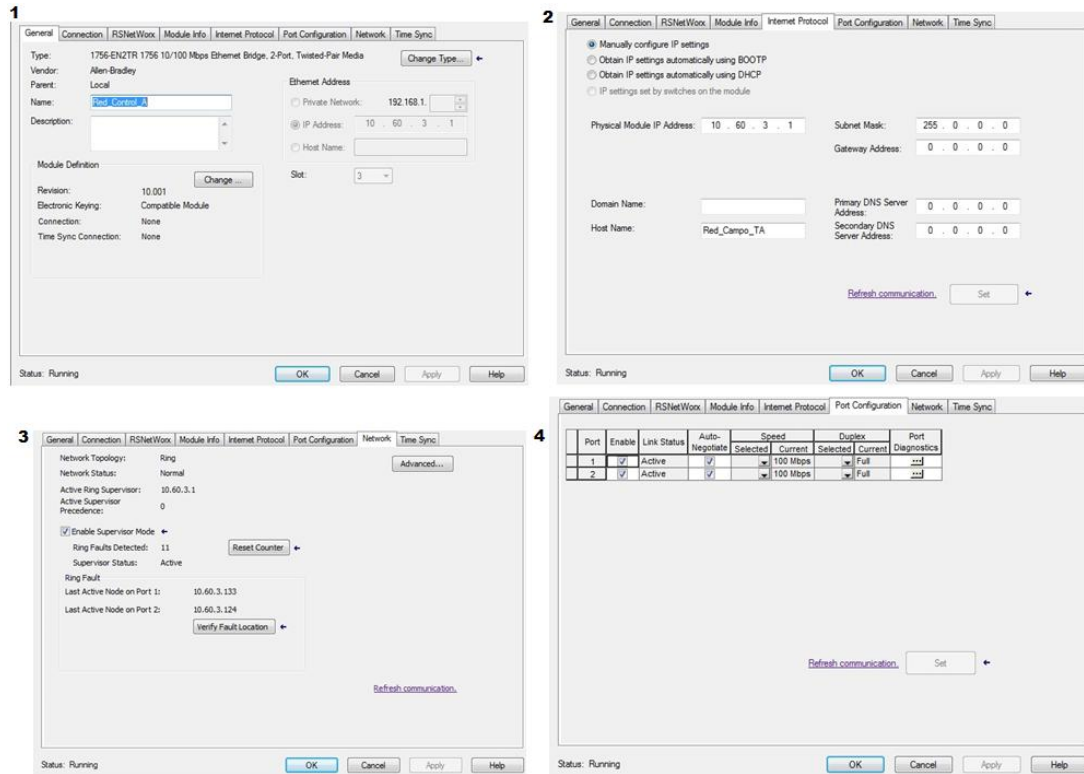 1
General Connection RSNetWorx Module Info Internet Protocol Port Configuration Network Time Sync
Type: 1756-EN2TR 1756 10/100 Mbps Ethernet Bridge, 2-Port, Twisted-Pair Media Change Type...
Vendor: Allen-Bradley
Parent: Local
Name: Red_Control_A
Description:
Ethernet Address
Private Network: 192.168.1.
IP Address: 10 . 60 . 3 . 1
Host Name:
Slot: 3
Module Definition
Change ...
Revision: 10.001
Electronic Keying: Compatible Module
Connection: None
Time Sync Connection: None
Status: Running OK Cancel Apply Help
2
General Connection RSNetWorx Module Info Internet Protocol Port Configuration Network Time Sync
Manually configure IP settings
Obtain IP settings automatically using BOOTP
Obtain IP settings automatically using DHCP
IP settings set by switches on the module
Physical Module IP Address: 10 . 60 . 3 . 1 Subnet Mask: 255 . 0 . 0 . 0
Gateway Address: 0 . 0 . 0 . 0
Domain Name: Primary DNS Server Address: 0 . 0 . 0 . 0
Host Name: Red_Campo_TA Secondary DNS Server Address: 0 . 0 . 0 . 0
Refresh communication. Set
Status: Running OK Cancel Apply Help
3
General Connection RSNetWorx Module Info Internet Protocol Port Configuration Network Time Sync
Network Topology: Ring Advanced...
Network Status: Normal
Active Ring Supervisor: 10.60.3.1
Active Supervisor Precedence: 0
Enable Supervisor Mode
Ring Faults Detected: 11 Reset Counter
Supervisor Status: Active
Ring Fault
Last Active Node on Port 1: 10.60.3.133
Last Active Node on Port 2: 10.60.3.124
Verify Fault Location
Refresh communication.
Status: Running OK Cancel Apply Help
4
General Connection RSNetWorx Module Info Internet Protocol Port Configuration Network Time Sync
Port Enable Link Status Auto-Negotiate Speed Duplex Port Diagnostics
Selected Current Selected Current
1 Active 100 Mbps Full ...
2 Active 100 Mbps Full ...
Refresh communication. Set
Status: Running OK Cancel Apply Help